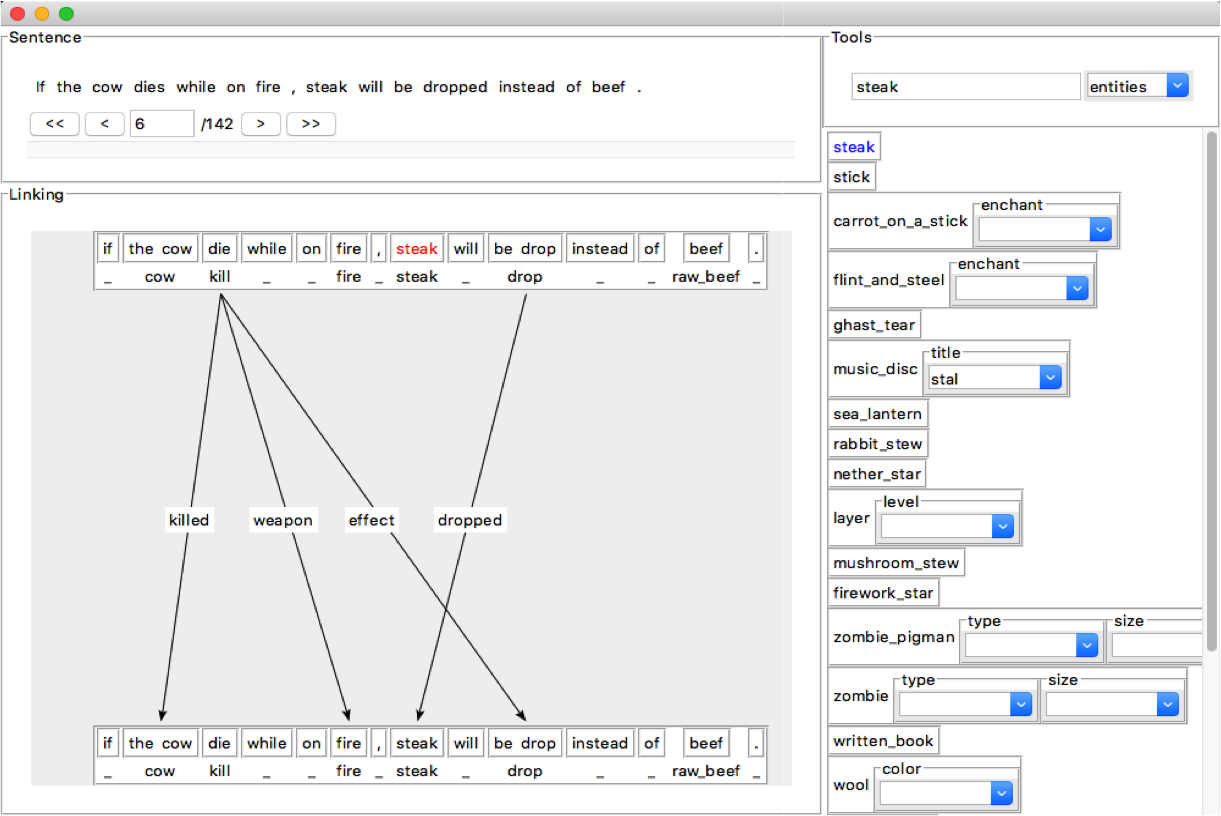 Sentence
If the cow dies while on fire , steak will be dropped instead of beef .
<< < 6 /142 > >>
Linking
if the cow die while on fire , steak will be drop instead of beef .
_ cow kill _ _ fire _ steak _ drop _ _ raw_beef _
killed weapon effect dropped
if the cow die while on fire , steak will be drop instead of beef .
_ cow kill _ _ fire _ steak _ drop _ _ raw_beef _
Tools
steak entities
steak
stick
carrot_on_a_stick enchant
flint_and_steel enchant
ghast_tear
music_disc title stal
sea_lantern
rabbit_stew
nether_star
layer level
mushroom_stew
firework_star
zombie_pigman type size
zombie type size
written_book
wool color